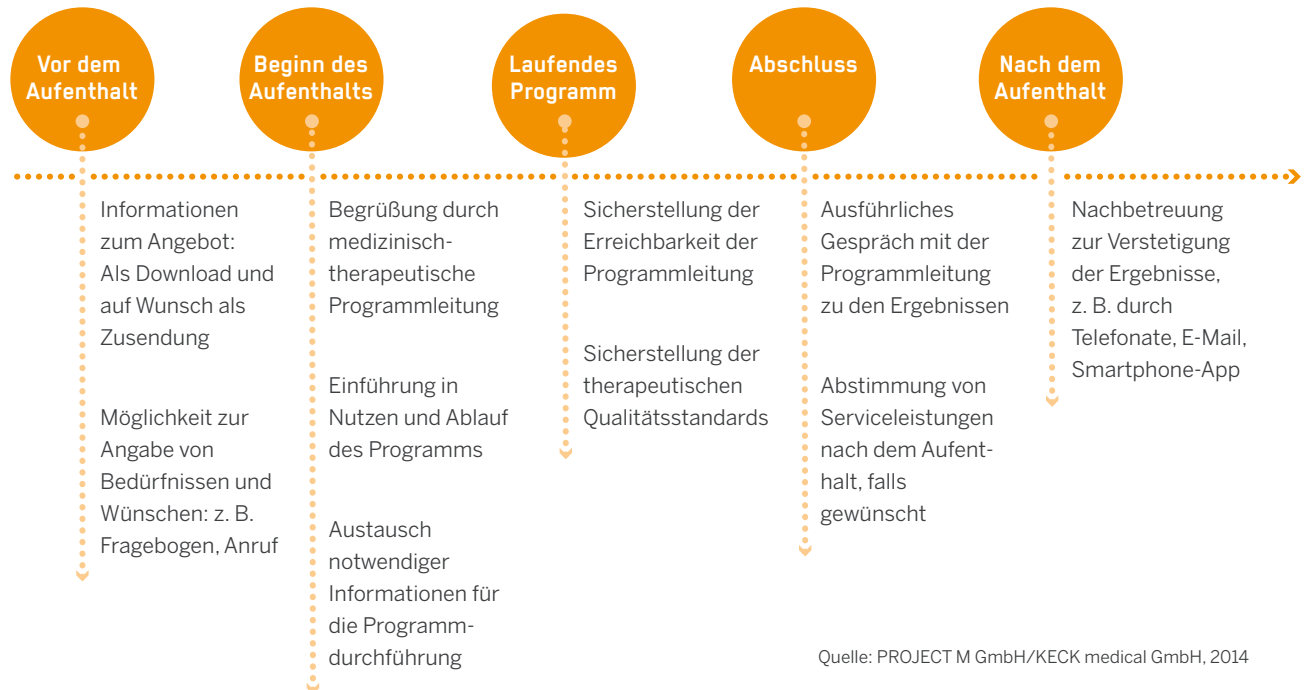 Vor dem
Aufenthalt
Beginn des
Aufenthalts
Laufendes
Programm
Abschluss
Nach dem
Aufenthalt
Informationen
zum Angebot:
Als Download und
auf Wunsch als
Zusendung
Möglichkeit zur
Angabe von
Bedürfnissen und
Wünschen: z. B.
Fragebogen, Anruf
Begrüßung durch
medizinisch-
therapeutische
Programmleitung
Einführung in
Nutzen und Ablauf
des Programms
Austausch
notwendiger
Informationen für
die Programm-
durchführung
Sicherstellung der
Erreichbarkeit der
Programmleitung
Sicherstellung der
therapeutischen
Qualitätsstandards
Ausführliches
Gespräch mit der
Programmleitung
zu den Ergebnissen
Abstimmung von
Serviceleistungen
nach dem Aufent-
halt, falls
gewünscht
Nachbetreuung
zur Verstetigung
der Ergebnisse,
z. B. durch
Telefonate, E-Mail,
Smartphone-App
Quelle: PROJECT M GmbH/KECK medical GmbH, 2014